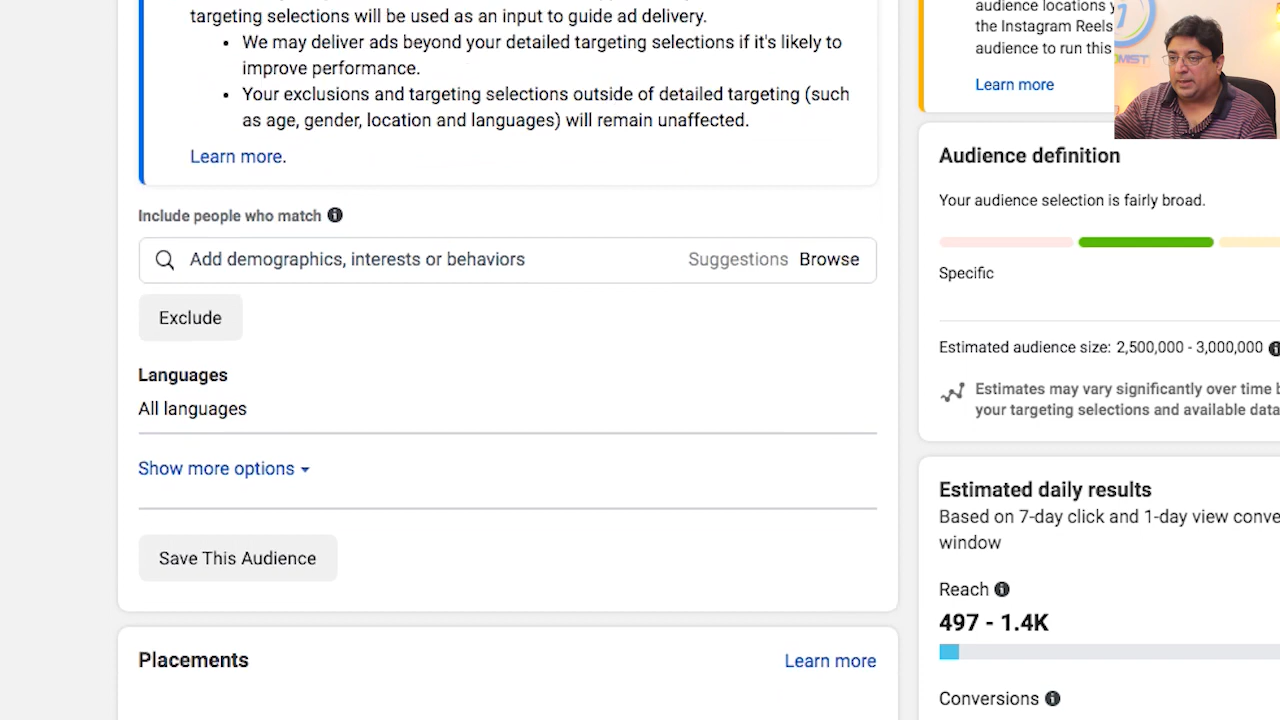 targeting selections will be used as an input to guide ad delivery.
• We may deliver ads beyond your detailed targeting selections if it's likely to
improve performance.
• Your exclusions and targeting selections outside of detailed targeting (such
as age, gender, location and languages) will remain unaffected.
Learn more.
Include people who match
Add demographics, interests or behaviors
Suggestions
Browse
Exclude
Languages
All languages
Show more options
Save This Audience
Placements
Learn more
audience locations
the Instagram Reels
audience to run this
Learn more
Audience definition
Your audience selection is fairly broad.
Specific
Estimated audience size: 2,500,000 - 3,000,000
Estimates may vary significantly over time
your targeting selections and available data
Estimated daily results
Based on 7-day click and 1-day view
window
Reach
497 - 1.4K
Conversions